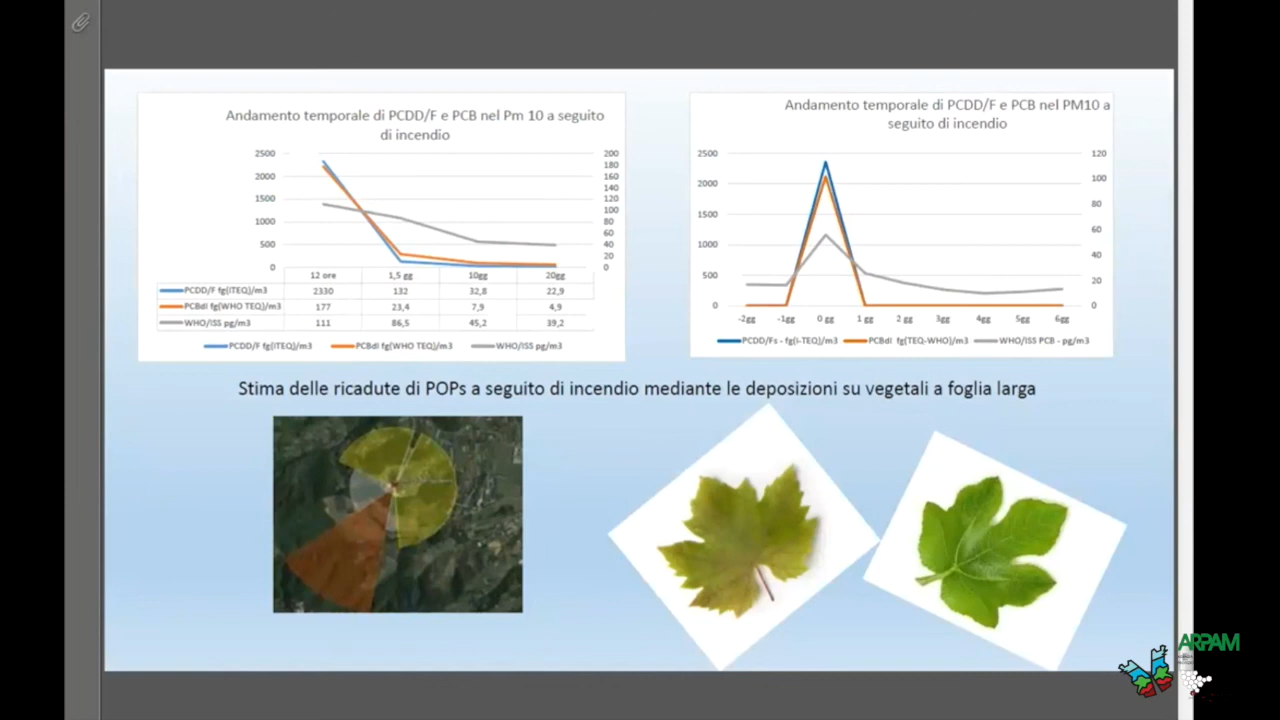 Andamento temporale di PCDD/F e PCB nel Pm 10 a seguito
di incendio
2500
2000
1500
1000
500
0
200
180
160
140
120
100
80
60
40
20
0
12 ore 1,5 gg 10gg 20gg
PCDD/F fg(ITEQ)/m3 2330 132 32,8 22,9
PCBdl fg(WHO TEQ)/m3 177 23,4 7,9 4,9
WHO/ISS pg/m3 111 86,5 45,2 39,2
PCDD/F fg(ITEQ)/m3 PCBdl fg(WHO TEQ)/m3 WHO/ISS pg/m3
Andamento temporale di PCDD/F e PCB nel PM10 a
seguito di incendio
2500
2000
1500
1000
500
0
120
100
80
60
40
20
0
-2gg -1gg 0 gg 1 gg 2 gg 3gg 4gg 5gg 6gg
PCDD/Fs - fg(I-TEQ)/m3 PCBdl (TEQ-WHO)/m3 WHO/ISS PCB - pg/m3
Stima delle ricadute di POPs a seguito di incendio mediante le deposizioni su vegetali a foglia larga
ARPAM